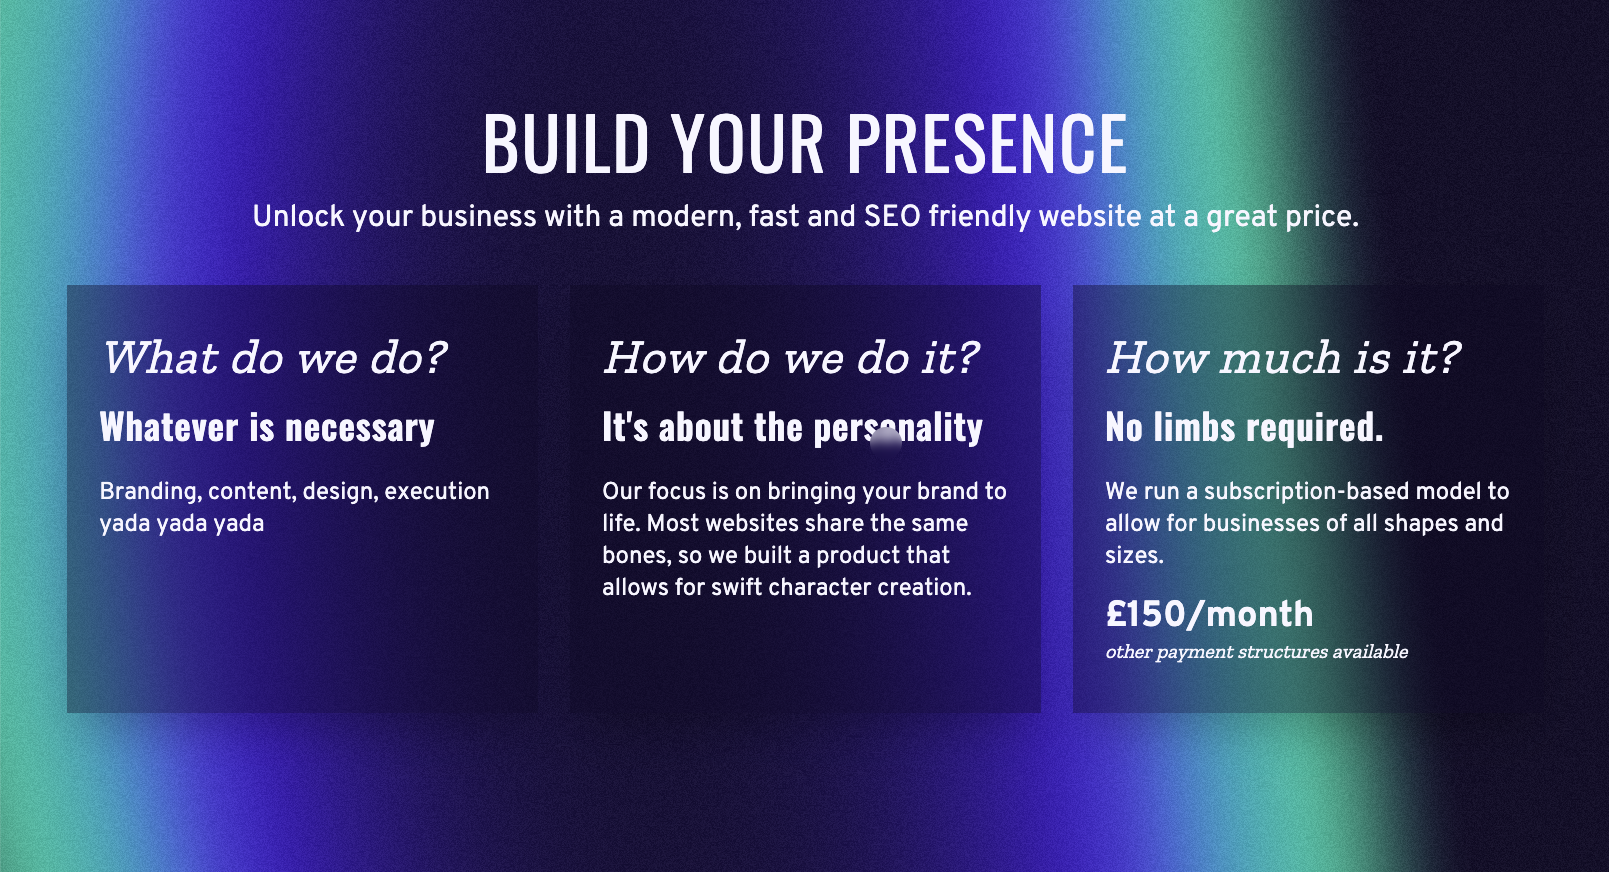 BUILD YOUR PRESENCE
Unlock your business with a modern, fast and SEO friendly website at a great price.
What do we do?
Whatever is necessary
Branding, content, design, execution
yada yada yada
How do we do it?
It's about the personality
Our focus is on bringing your brand to
life. Most websites share the same
bones, so we built a product that
allows for swift character creation.
How much is it?
No limbs required.
We run a subscription-based model to
allow for businesses of all shapes and
sizes.
£150/month
other payment structures available